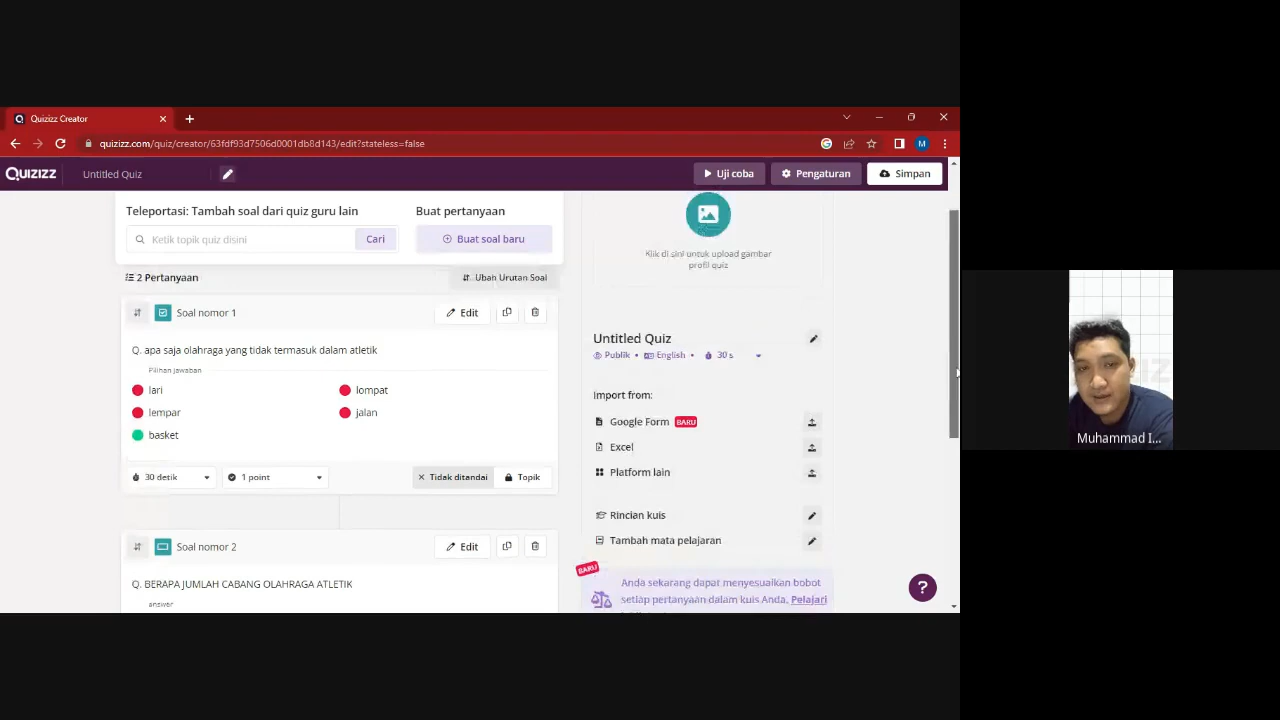 Quizizz Creator
quizizz.com/quiz/creator/63fdf93d7506d0001db8d143/edit?stateless=false
M
QUIZIZZ
Untitled Quiz
Uji coba
Pengaturan
Simpan
Teleportasi: Tambah soal dari quiz guru lain
Buat pertanyaan
Ketik topik quiz disini
Cari
Buat soal baru
2 Pertanyaan
Ubah Urutan Soal
Soal nomor 1
Edit
Q. apa saja olahraga yang tidak termasuk dalam atletik
Pilihan jawaban
lari
lompat
lempar
jalan
basket
30 detik
1 point
Tidak ditandai
Topik
Soal nomor 2
Edit
Q. BERAPA JUMLAH CABANG OLAHRAGA ATLETIK
answer
Klik di sini untuk upload gambar
profil quiz
Untitled Quiz
Publik • English • 30 s
Import from:
Google Form BARU
Excel
Platform lain
Rincian kuis
Tambah mata pelajaran
BARU
Anda sekarang dapat menyesuaikan bobot
setiap pertanyaan dalam kuis Anda. Pelajari
?
Muhammad I...